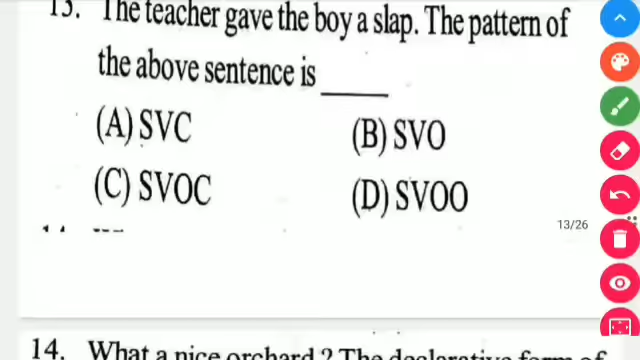 13. The teacher gave the boy a slap. The pattern of
the above sentence is ____
(A) SVC
(B) SVO
(C) SVOC
(D) SVOO
13/26
14. What a nice orchard ? The declarative form of